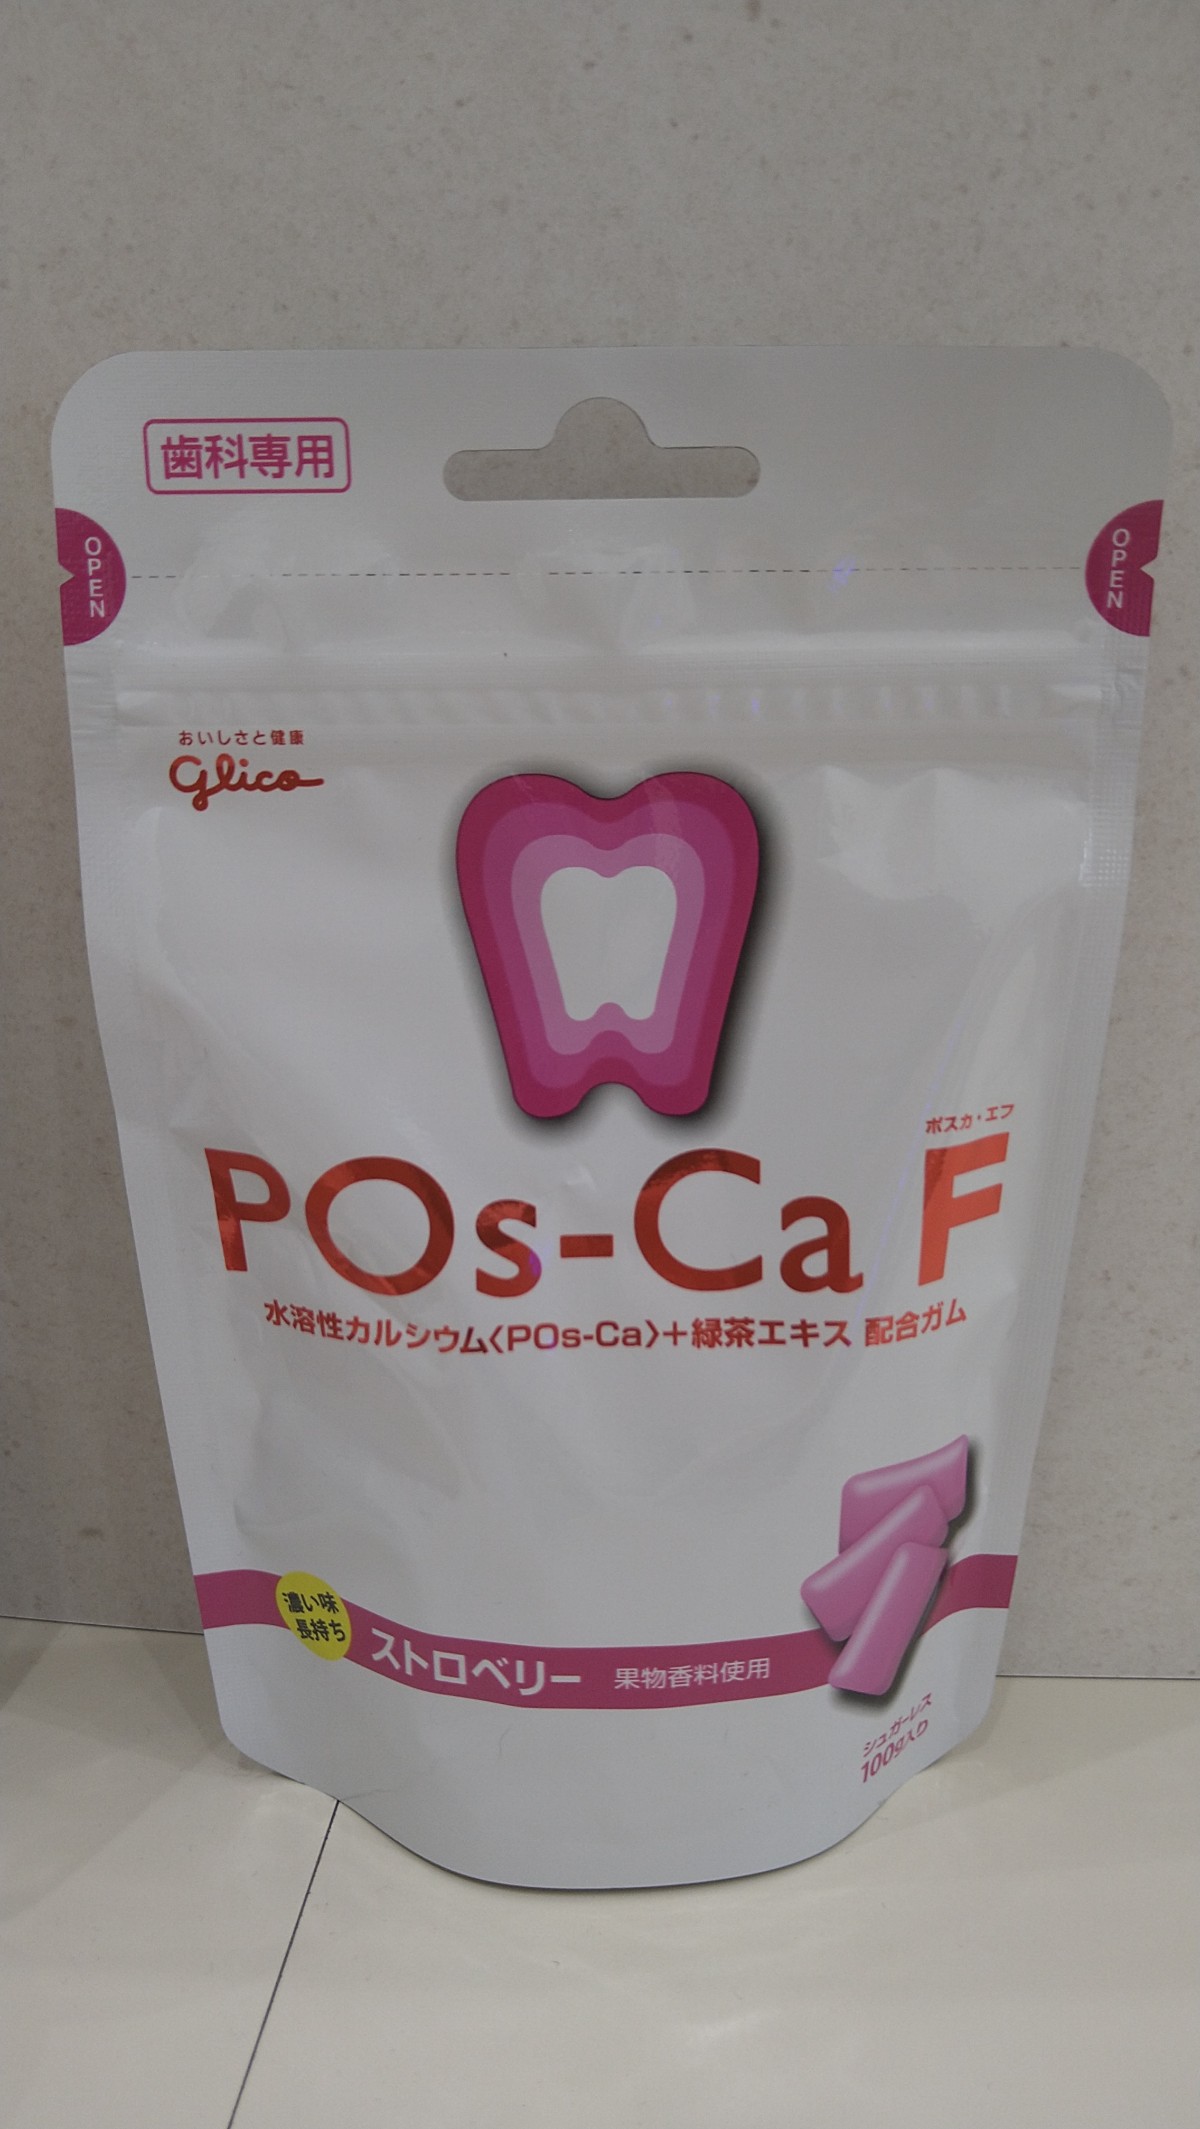 歯科専用
OPEN
OPEN
おいしさと健康
glico
ポスカ・エフ
POs-Ca F
水溶性カルシウム〈POs-Ca〉+緑茶エキス 配合ガム
濃い味
長持ち
ストロベリー 果物香料使用
シュガーレス
100g入り